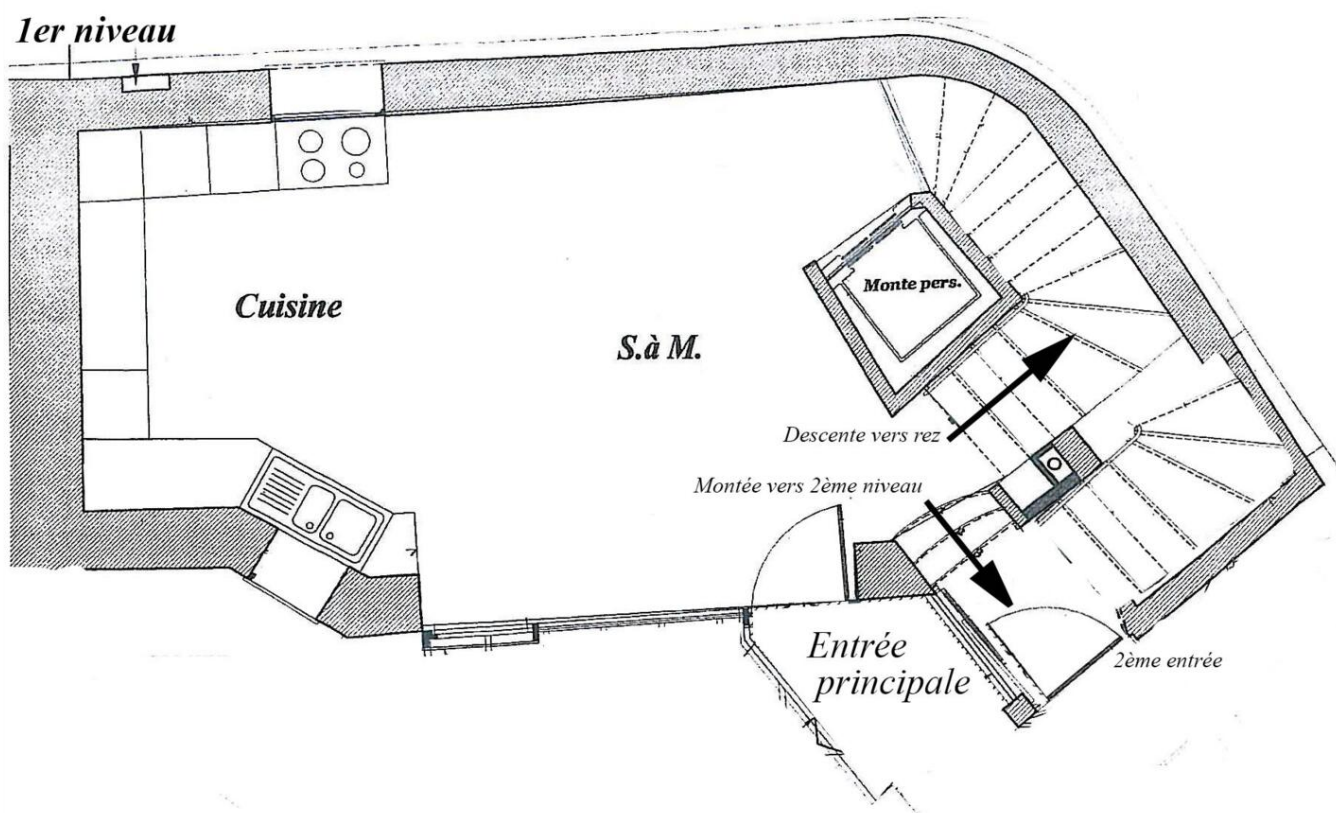 1er niveau
Cuisine
S.à M.
Monte pers.
Descente vers rez
Montée vers 2ème niveau
Entrée
principale
2ème entrée